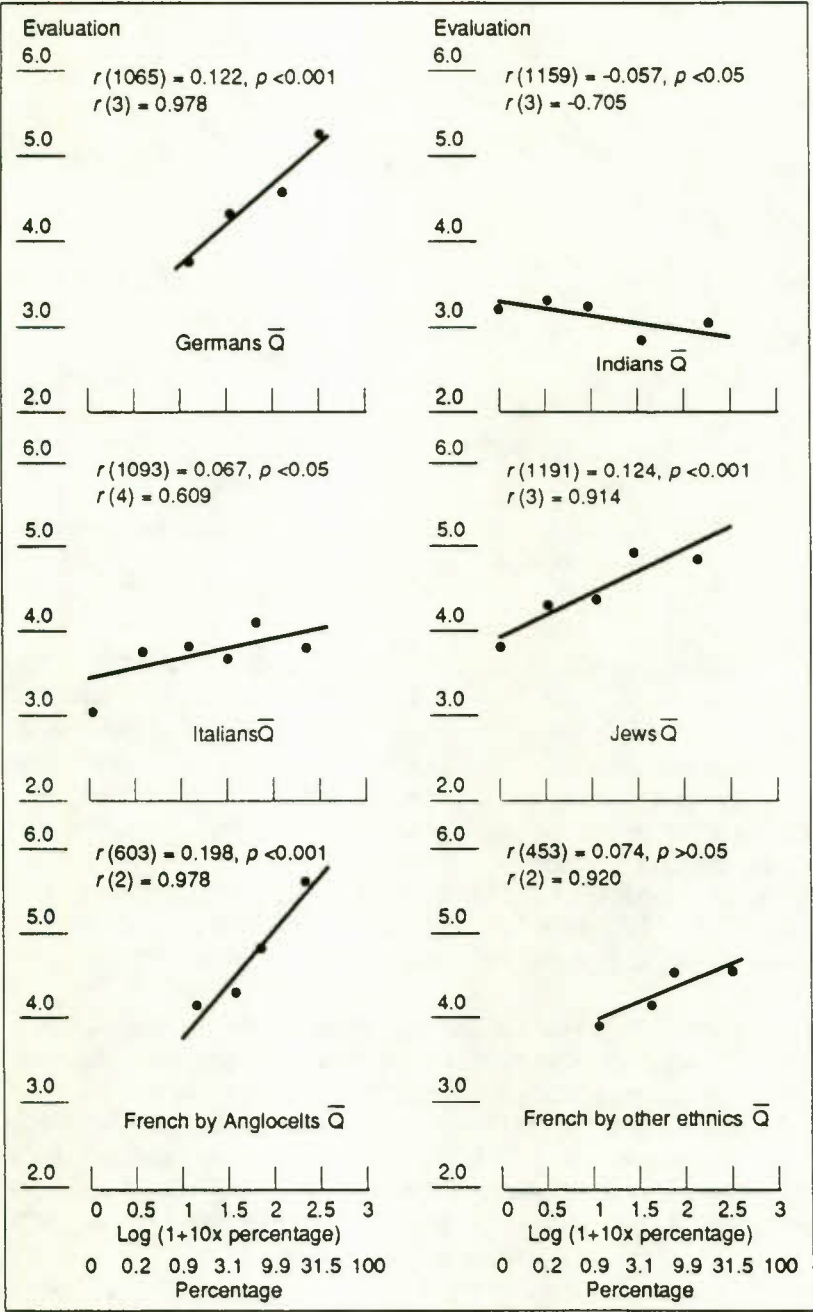 Evaluation
6.0
r (1065) = 0.122, p <0.001
r (3) = 0.978
5.0
4.0
3.0
Germans Q̅
2.0
Evaluation
6.0
r (1159) = -0.057, p <0.05
r (3) = -0.705
5.0
4.0
3.0
Indians Q̅
2.0
6.0
r (1093) = 0.067, p <0.05
r (4) = 0.609
5.0
4.0
3.0
Italians Q̅
2.0
6.0
r (1191) = 0.124, p <0.001
r (3) = 0.914
5.0
4.0
3.0
Jews Q̅
2.0
6.0
r (603) = 0.198, p <0.001
r (2) = 0.978
5.0
4.0
3.0
French by Anglocelts Q̅
2.0
0 0.5 1 1.5 2 2.5 3
Log (1+10x percentage)
0 0.2 0.9 3.1 9.9 31.5 100
Percentage
6.0
r (453) = 0.074, p >0.05
r (2) = 0.920
5.0
4.0
3.0
French by other ethnics Q̅
2.0
0 0.5 1 1.5 2 2.5 3
Log (1+10x percentage)
0 0.2 0.9 3.1 9.9 31.5 100
Percentage